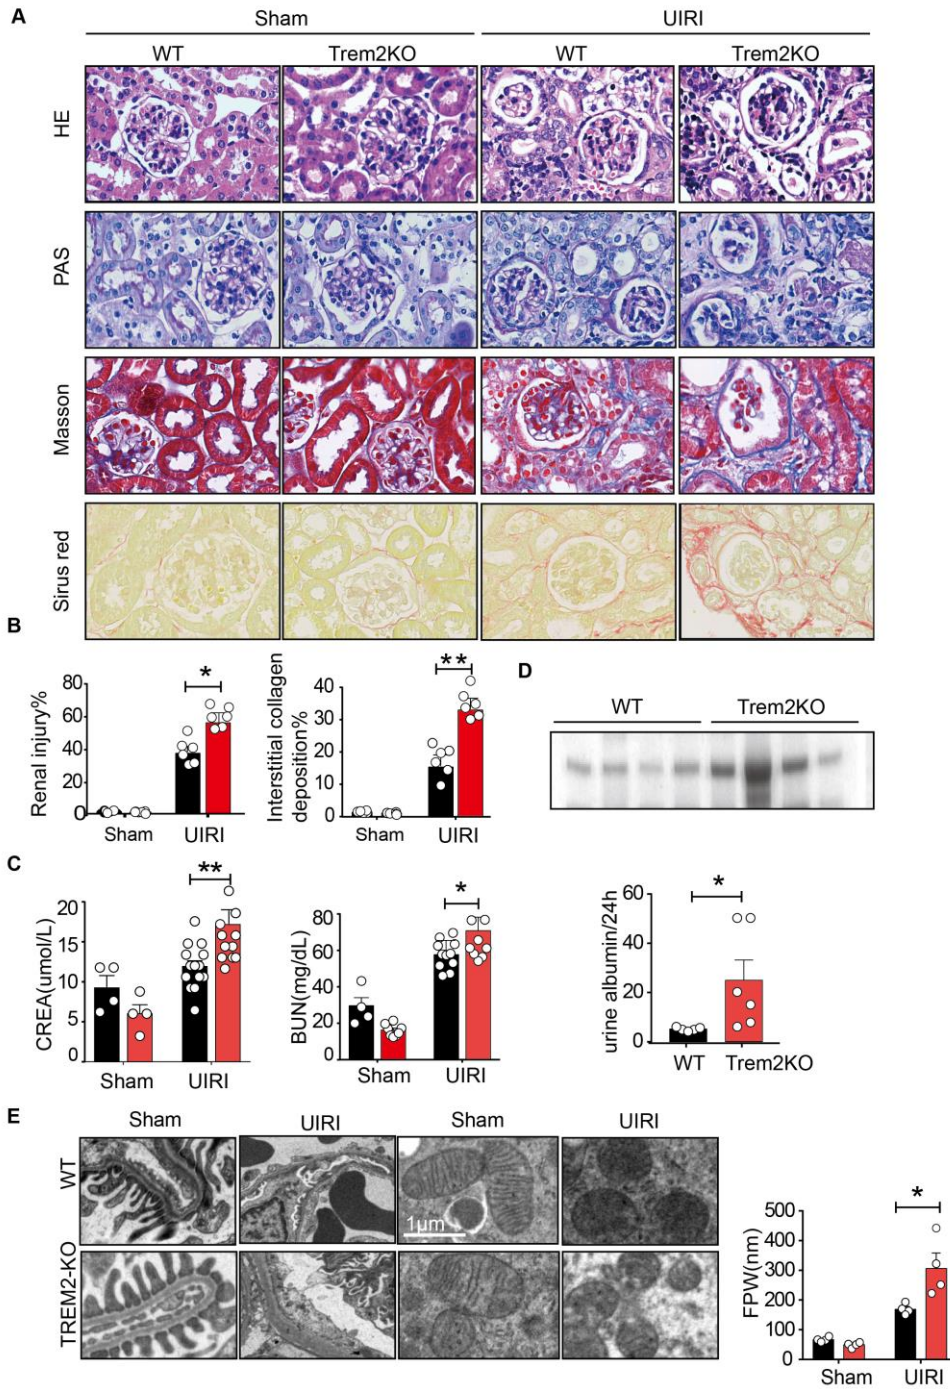 A
Sham
UIRI
WT
Trem2KO
WT
Trem2KO
HE
PAS
Masson
Sirus red
B
Renal injury%
80
60
40
20
0
*
Sham
UIRI
Interstitial collagen
deposition%
40
30
20
10
0
**
Sham
UIRI
D
WT
Trem2KO
C
CREA(umol/L)
20
15
10
5
0
**
Sham
UIRI
BUN(mg/dL)
80
60
40
20
0
*
Sham
UIRI
urine albumin/24h
60
40
20
0
*
WT
Trem2KO
E
Sham
UIRI
Sham
UIRI
WT
TREM2-KO
1μm
FPW(nm)
500
400
300
200
100
0
*
Sham
UIRI